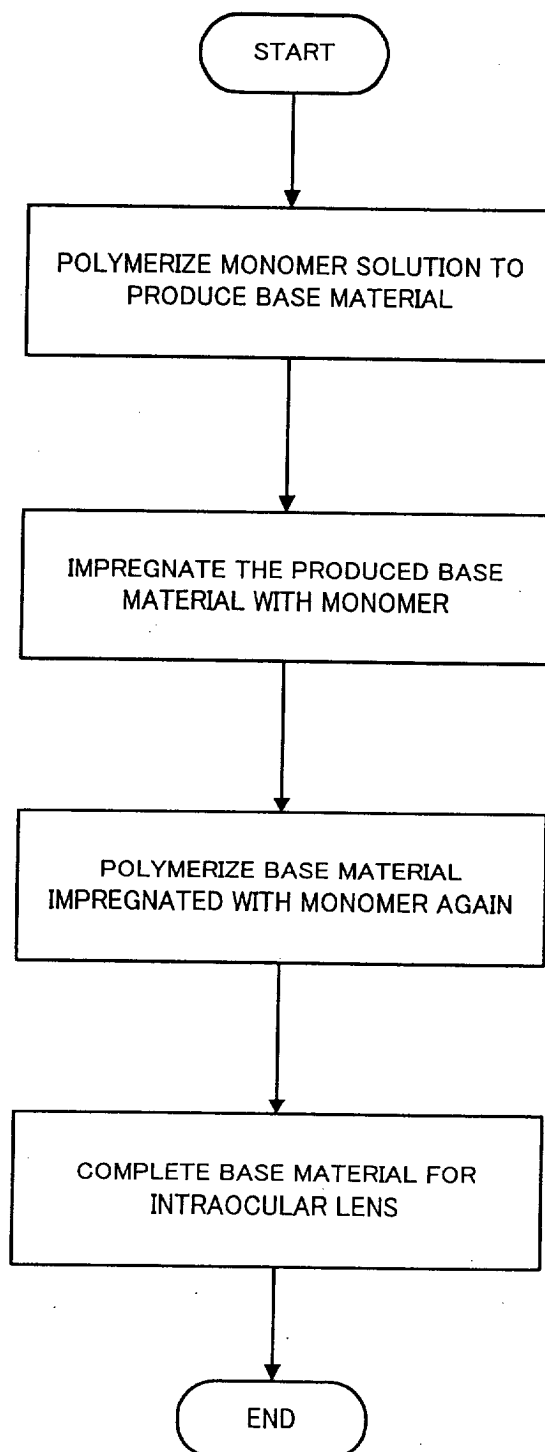 START
POLYMERIZE MONOMER SOLUTION TO
PRODUCE BASE MATERIAL
IMPREGNATE THE PRODUCED BASE
MATERIAL WITH MONOMER
POLYMERIZE BASE MATERIAL
IMPREGNATED WITH MONOMER AGAIN
COMPLETE BASE MATERIAL FOR
INTRAOCULAR LENS
END